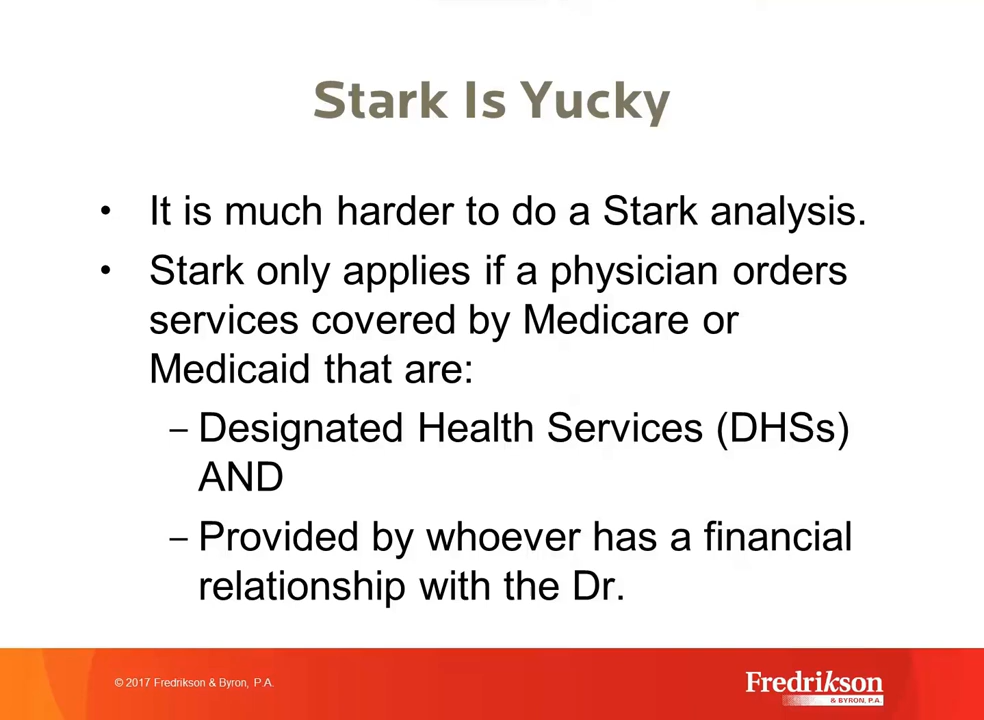 Stark Is Yucky
• It is much harder to do a Stark analysis.
• Stark only applies if a physician orders
services covered by Medicare or
Medicaid that are:
– Designated Health Services (DHSs)
AND
– Provided by whoever has a financial
relationship with the Dr.
© 2017 Fredrikson & Byron, P.A.
Fredrikson
& BYRON, P.A.